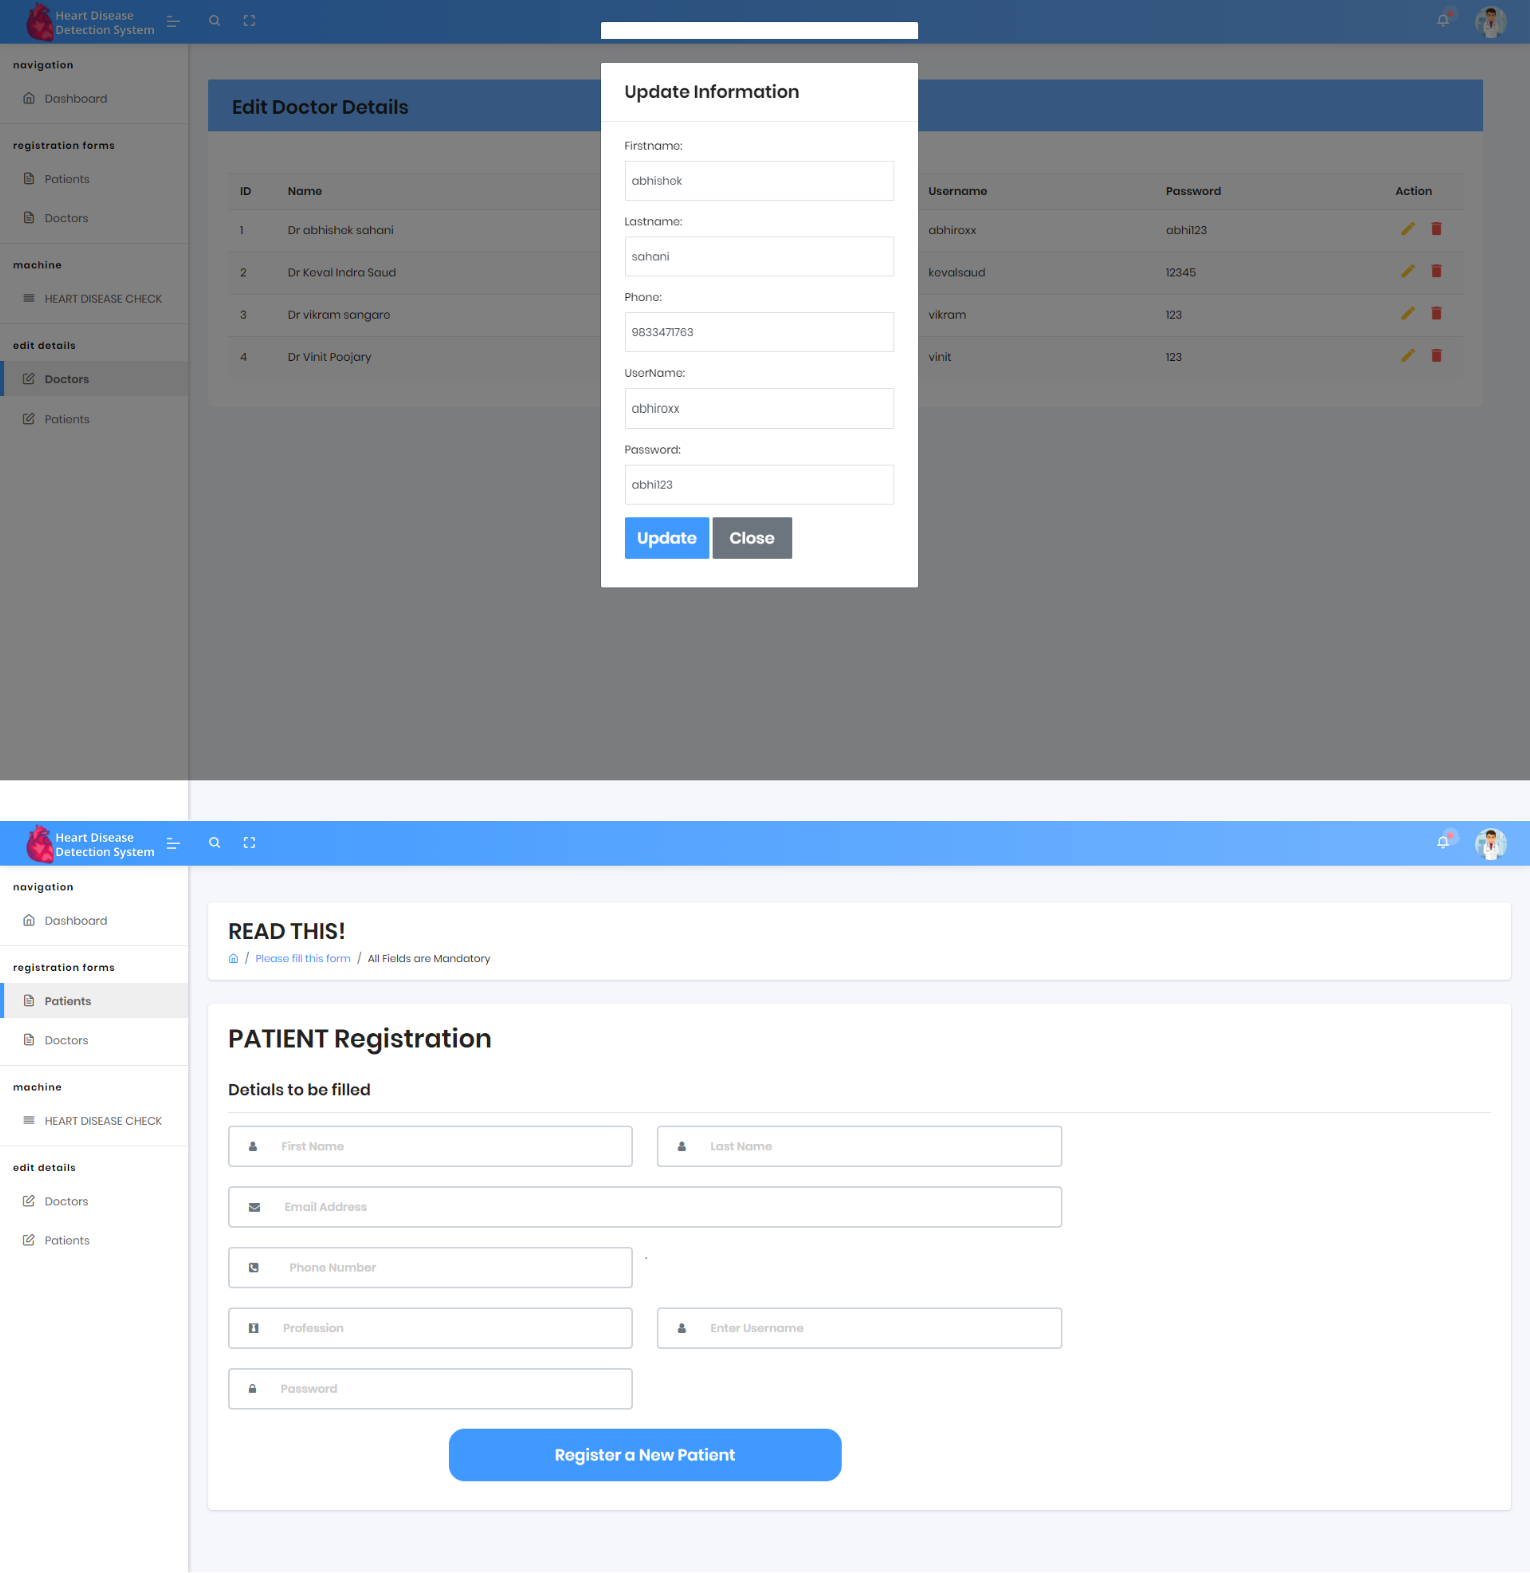 Heart Disease
Detection System
navigation
Dashboard
registration forms
Patients
Doctors
machine
HEART DISEASE CHECK
edit details
Doctors
Patients
Edit Doctor Details
ID Name Username Password Action
1 Dr abhishek sahani abhiroxx abhi123
2 Dr Keval Indra Saud kevalsaud 12345
3 Dr vikram sangare vikram 123
4 Dr Vinit Poojary vinit 123
Update Information
Firstname:
abhishek
Lastname:
sahani
Phone:
9833471763
UserName:
abhiroxx
Password:
abhi123
Update Close
Heart Disease
Detection System
navigation
Dashboard
registration forms
Patients
Doctors
machine
HEART DISEASE CHECK
edit details
Doctors
Patients
READ THIS!
/ Please fill this form / All Fields are Mandatory
PATIENT Registration
Detials to be filled
First Name Last Name
Email Address
Phone Number .
Profession Enter Username
Password
Register a New Patient